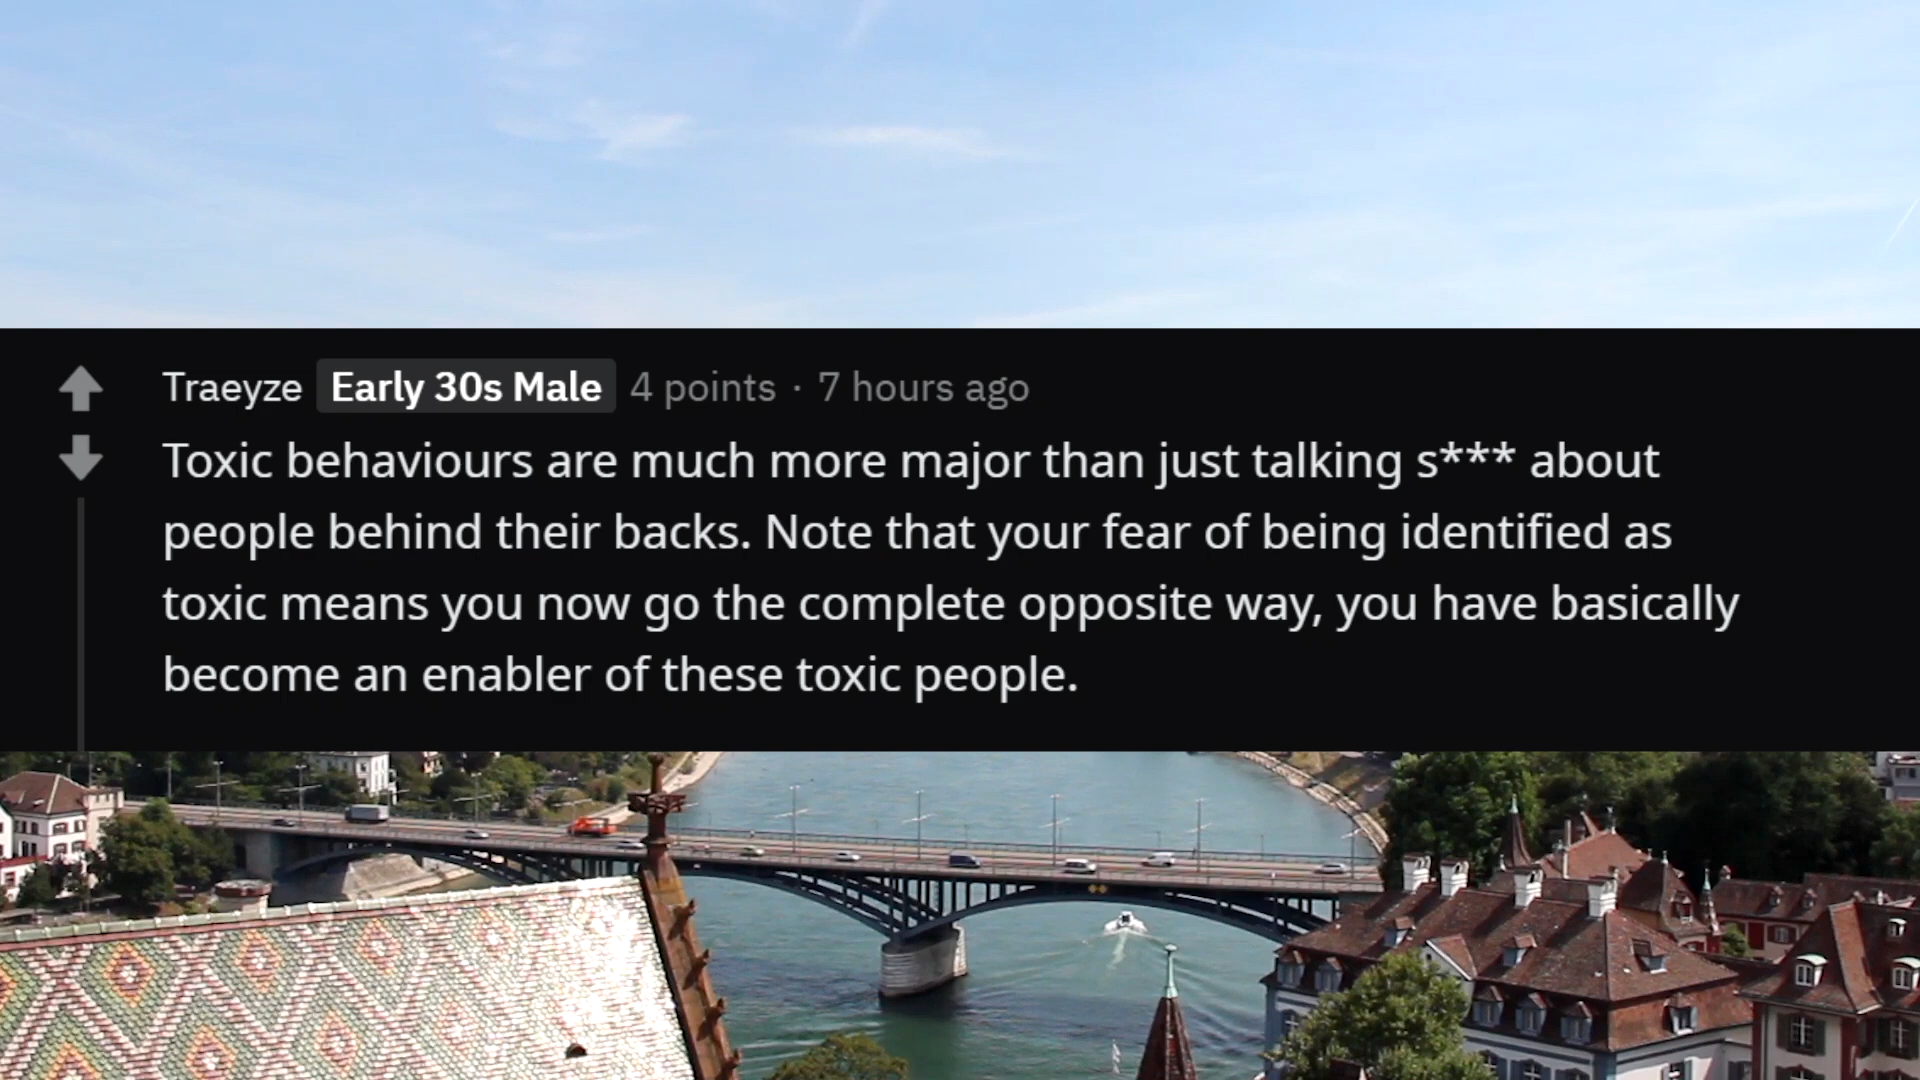 Traeyze Early 30s Male 4 points · 7 hours ago
Toxic behaviours are much more major than just talking s*** about
people behind their backs. Note that your fear of being identified as
toxic means you now go the complete opposite way, you have basically
become an enabler of these toxic people.